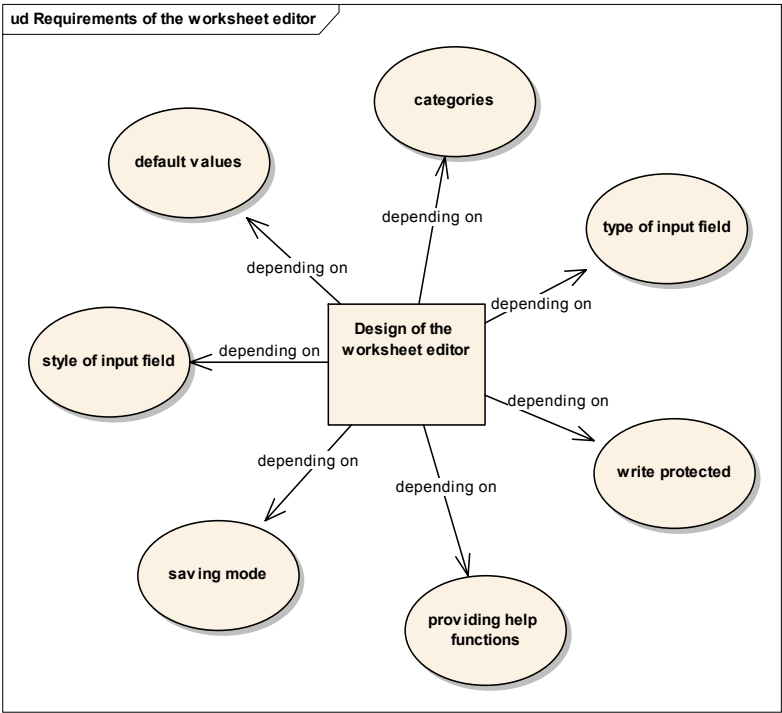 ud Requirements of the worksheet editor
categories
default values
type of input field
depending on
depending on
depending on
Design of the
worksheet editor
style of input field
depending on
depending on
write protected
depending on
depending on
saving mode
providing help
functions